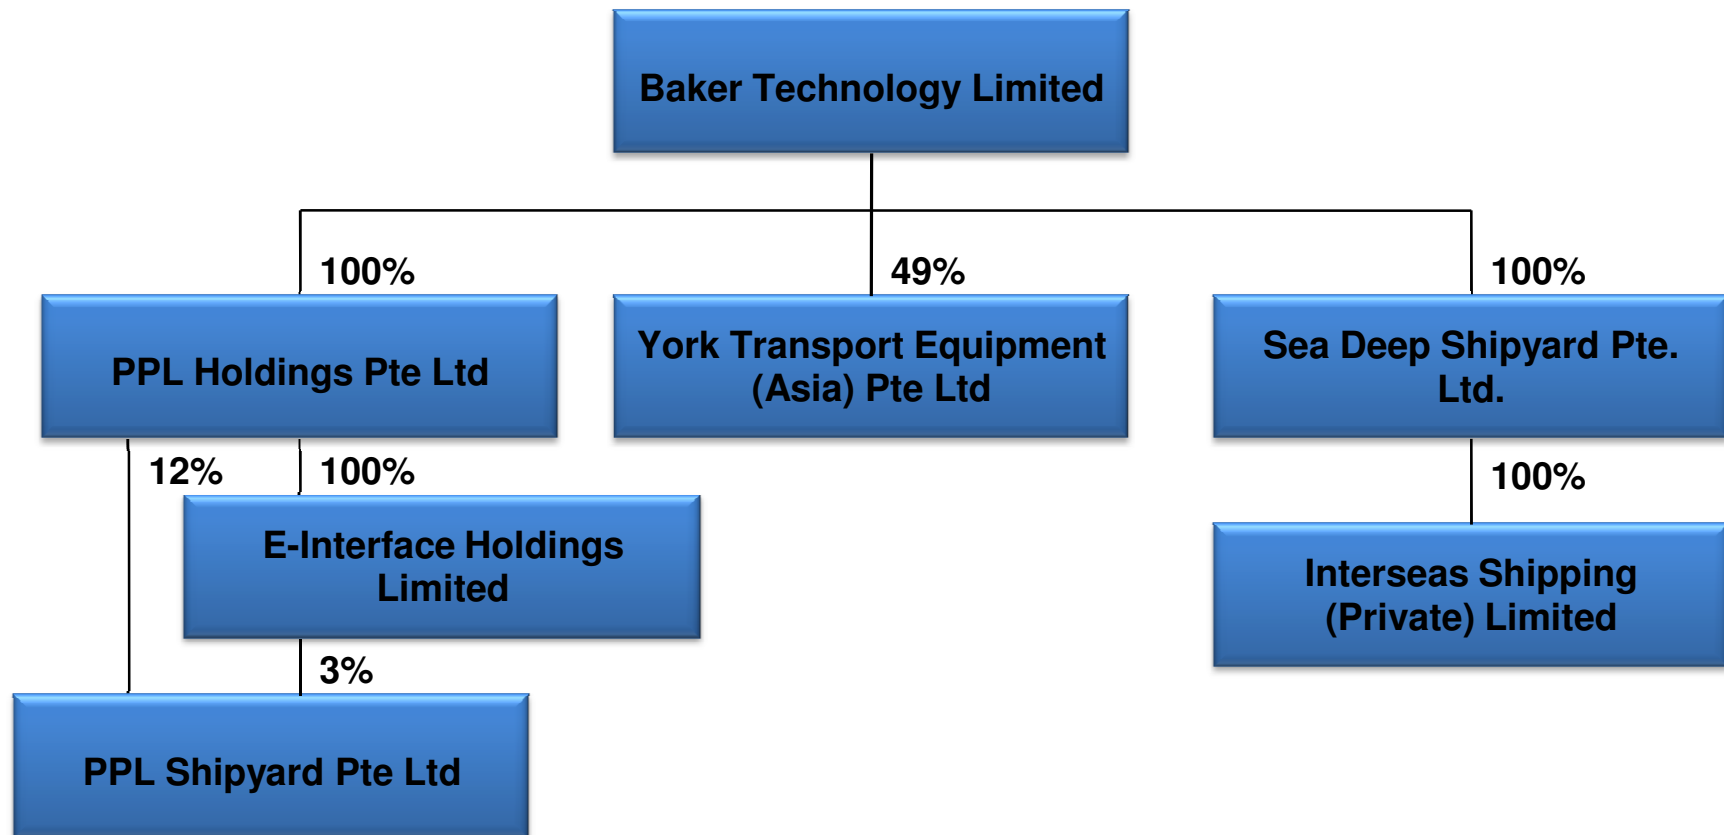 Baker Technology Limited
100%
49%
100%
PPL Holdings Pte Ltd
York Transport Equipment
(Asia) Pte Ltd
Sea Deep Shipyard Pte.
Ltd.
12%
100%
100%
E-Interface Holdings
Limited
Interseas Shipping
(Private) Limited
3%
PPL Shipyard Pte Ltd